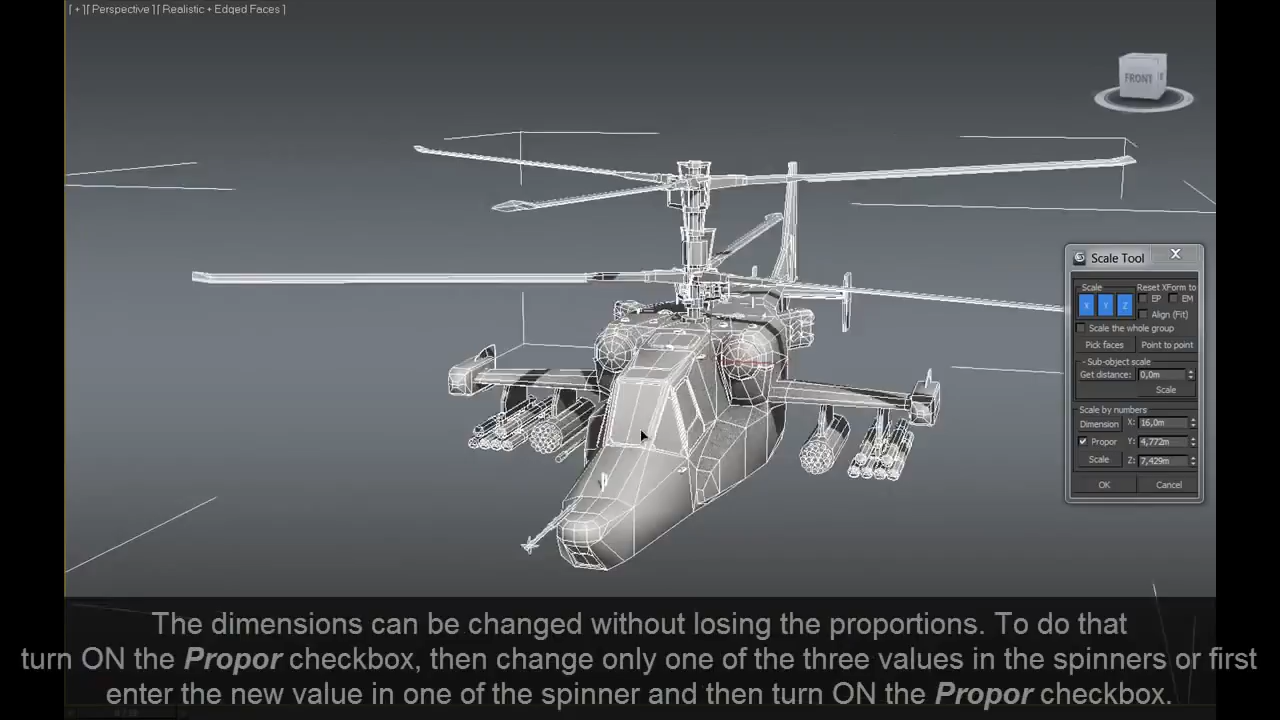 [ + ][ Perspective ][ Realistic + Edged Faces ]
FRONT
Scale Tool
X
Scale
Reset XForm to
X Y Z
EP EM
Align (Fit)
Scale the whole group
Pick faces Point to point
Sub-object scale
Get distance: 0,0m
Scale
Scale by numbers
Dimension X: 16,0m
Propor Y: 4,772m
Scale Z: 7,429m
OK Cancel
The dimensions can be changed without losing the proportions. To do that
turn ON the Propor checkbox, then change only one of the three values in the spinners or first
enter the new value in one of the spinner and then turn ON the Propor checkbox.